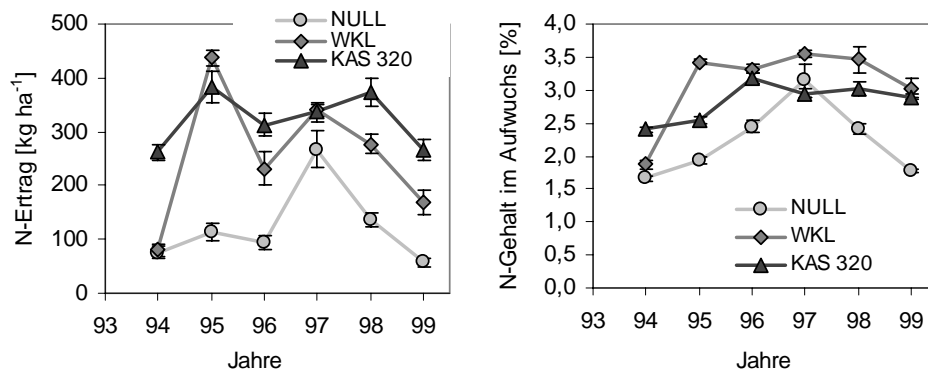 N-Ertrag [kg ha-1]
500
400
300
200
100
0
NULL
WKL
KAS 320
93 94 95 96 97 98 99
Jahre
N-Gehalt im Aufwuchs [%]
4,0
3,5
3,0
2,5
2,0
1,5
1,0
0,5
0,0
NULL
WKL
KAS 320
93 94 95 96 97 98 99
Jahre